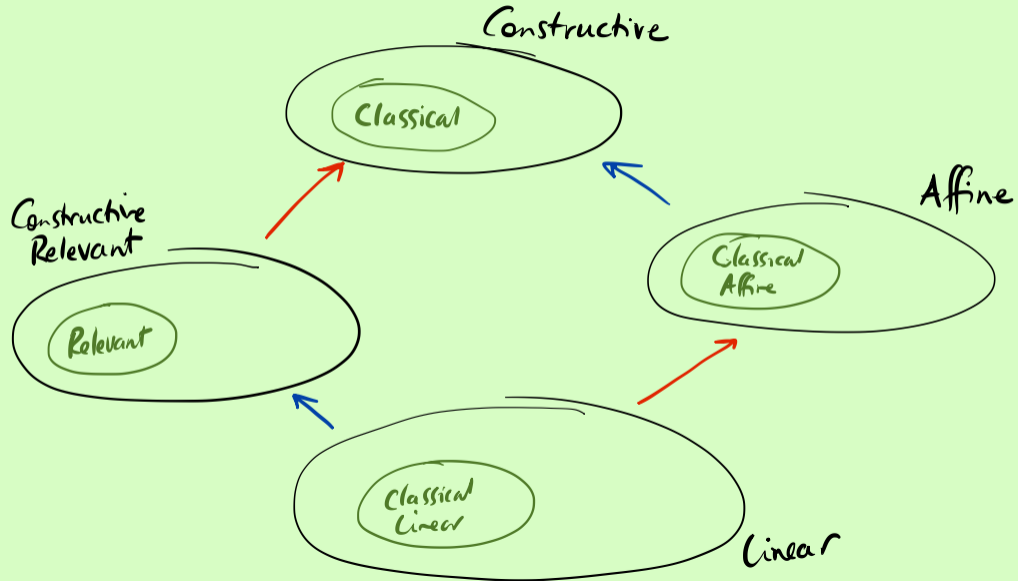 Constructive
Classical
Affine
Constructive
Relevant
Classical
Affine
Relevant
Classical
Linear
Linear